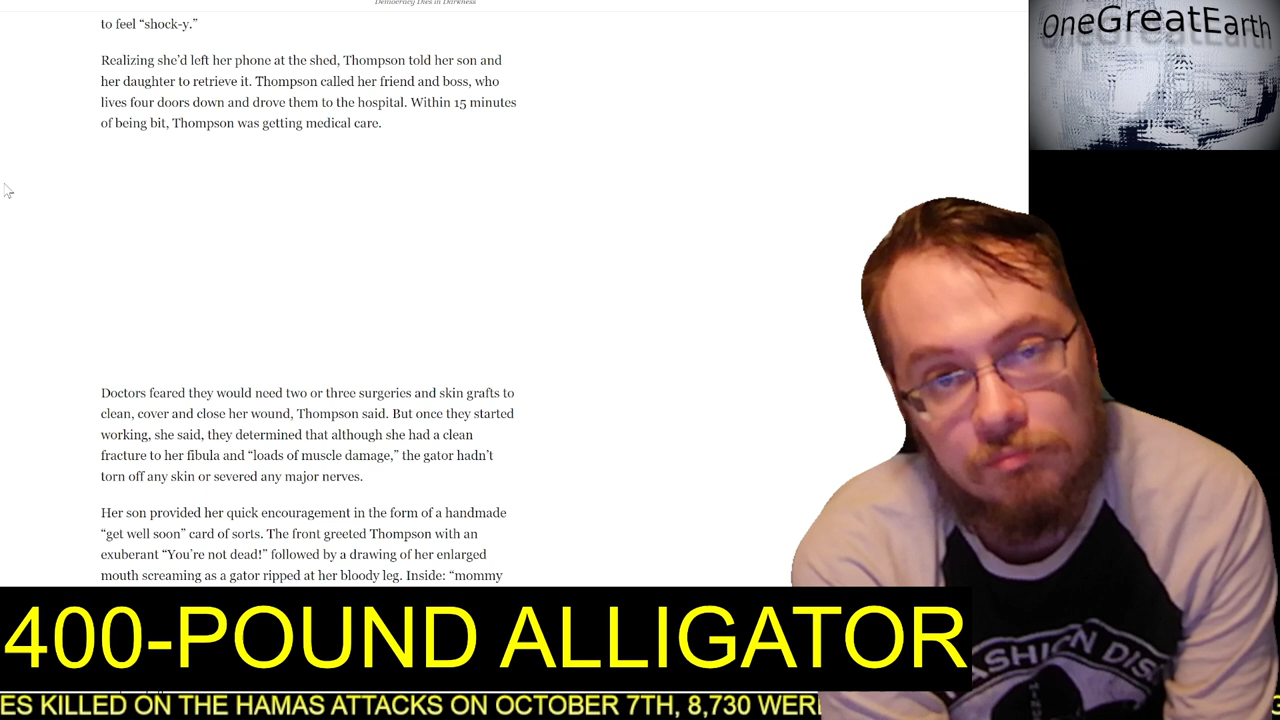 Democracy Dies in Darkness
to feel “shock-y.”
Realizing she’d left her phone at the shed, Thompson told her son and
her daughter to retrieve it. Thompson called her friend and boss, who
lives four doors down and drove them to the hospital. Within 15 minutes
of being bit, Thompson was getting medical care.
Doctors feared they would need two or three surgeries and skin grafts to
clean, cover and close her wound, Thompson said. But once they started
working, she said, they determined that although she had a clean
fracture to her fibula and “loads of muscle damage,” the gator hadn’t
torn off any skin or severed any major nerves.
Her son provided her quick encouragement in the form of a handmade
“get well soon” card of sorts. The front greeted Thompson with an
exuberant “You’re not dead!” followed by a drawing of her enlarged
mouth screaming as a gator ripped at her bloody leg. Inside: “mommy
OneGreatEarth
400-POUND ALLIGATOR
ES KILLED ON THE HAMAS ATTACKS ON OCTOBER 7TH, 8,730 WER